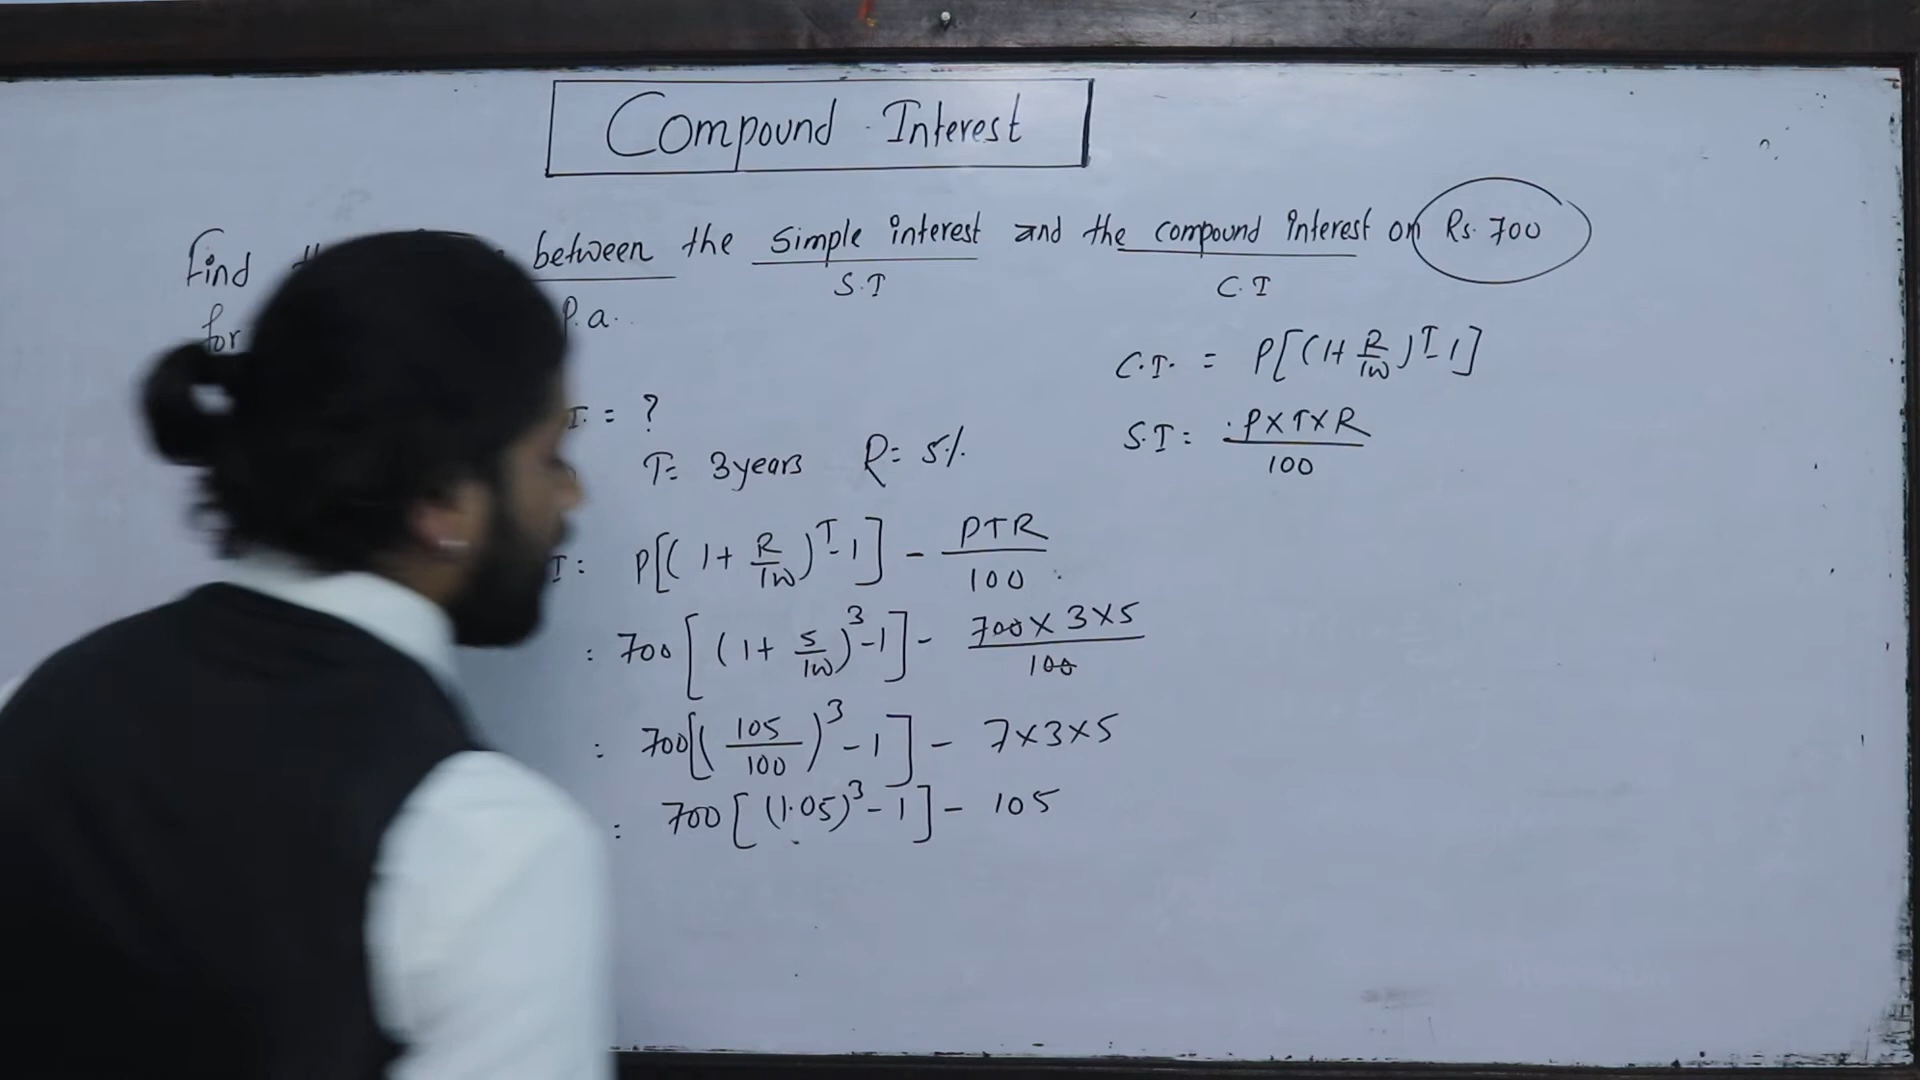 Compound Interest
Find between the simple interest and the compound interest on Rs. 700
S.I C.I
for P.a.
C.I. = P[(1+R/100)^T-1]
I. = ?
S.I = P×T×R/100
T= 3years R= 5%
I = P[(1+R/100)^T-1] - PTR/100
= 700[(1+5/100)^3-1] - 700×3×5/100
= 700[(105/100)^3-1] - 7×3×5
= 700[(1.05)^3-1] - 105